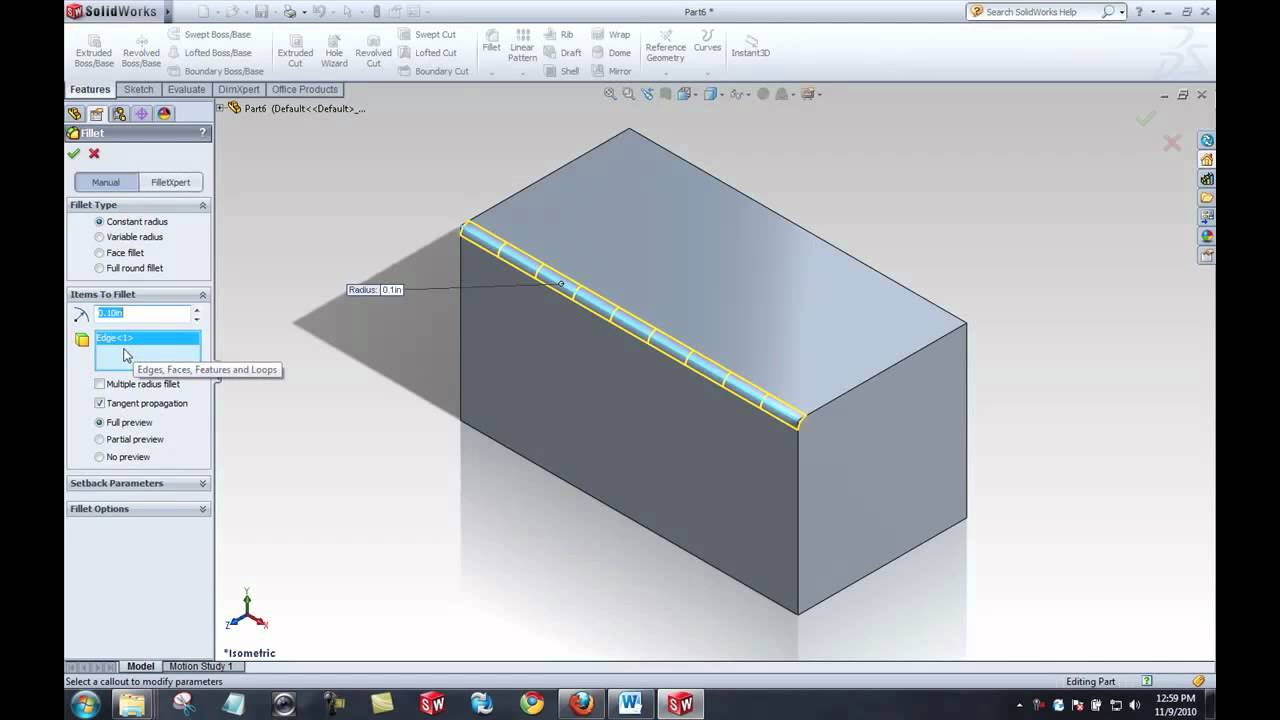 SolidWorks
Part6 *
Search SolidWorks Help
Extruded Boss/Base
Revolved Boss/Base
Swept Boss/Base
Lofted Boss/Base
Boundary Boss/Base
Extruded Cut
Hole Wizard
Revolved Cut
Swept Cut
Lofted Cut
Boundary Cut
Fillet
Linear Pattern
Rib
Draft
Shell
Wrap
Dome
Mirror
Reference Geometry
Curves
Instant3D
Features
Sketch
Evaluate
DimXpert
Office Products
Part6 (Default<<Default>_...
Fillet
?
Manual
FilletXpert
Fillet Type
Constant radius
Variable radius
Face fillet
Full round fillet
Items To Fillet
0.10in
Edge<1>
Edges, Faces, Features and Loops
Multiple radius fillet
Tangent propagation
Full preview
Partial preview
No preview
Setback Parameters
Fillet Options
Radius: 0.1in
Y
Z
X
*Isometric
Model
Motion Study 1
Select a callout to modify parameters
Editing Part
12:59 PM
11/9/2010